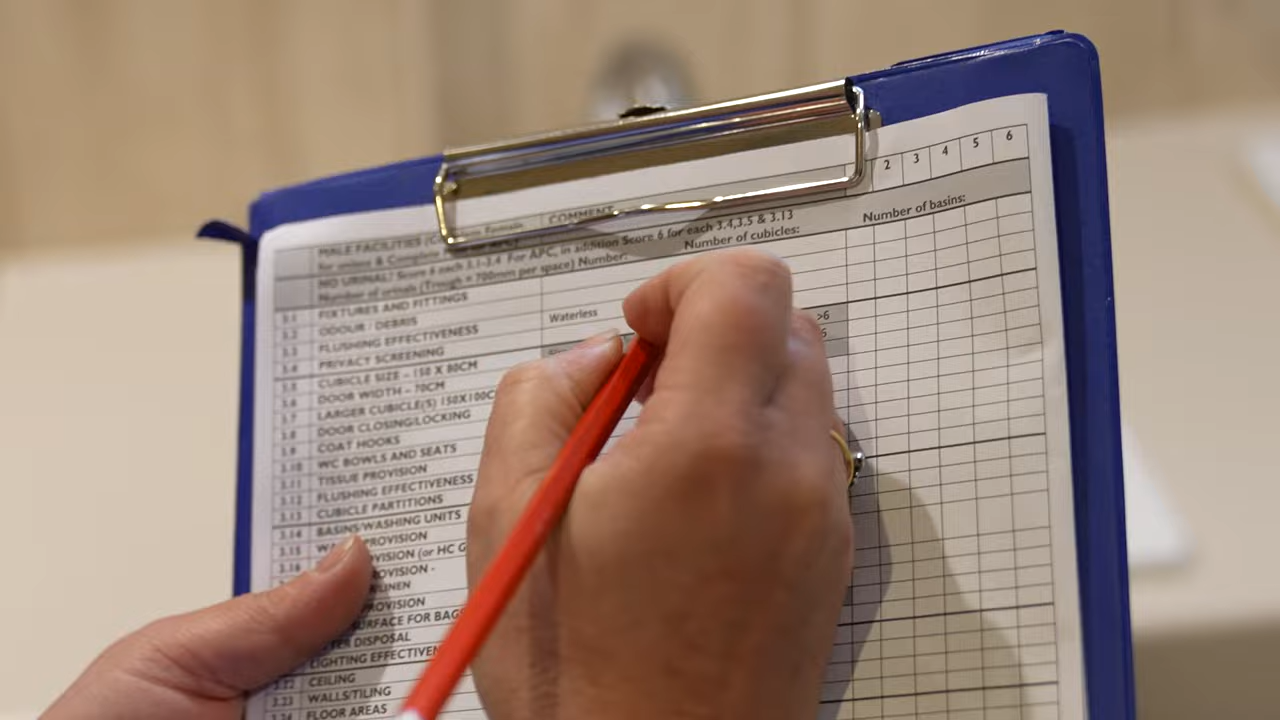 2 3 4 5 6
COMMENT
MALE FACILITIES
for unisex & Complete
Number of basins:
NO URINAL? Score 6 each 3.1-3.4 For APC, in addition Score 6 for each 3.4,3.5 & 3.13
Number of urinals (Trough = 700mm per space) Number: Number of cubicles:
3.1 FIXTURES AND FITTINGS
3.2 ODOUR / DEBRIS
3.3 FLUSHING EFFECTIVENESS Waterless >6
3.4 PRIVACY SCREENING
3.5 CUBICLE SIZE – 150 X 80CM
3.6 DOOR WIDTH – 70CM
3.7 LARGER CUBICLE(S) 150X100C
3.8 DOOR CLOSING/LOCKING
3.9 COAT HOOKS
3.10 WC BOWLS AND SEATS
3.11 TISSUE PROVISION
3.12 FLUSHING EFFECTIVENESS
3.13 CUBICLE PARTITIONS
3.14 BASINS/WASHING UNITS
3.15 PROVISION
3.16 (or HC
SURFACE FOR
DISPOSAL
LIGHTING
3.22 CEILING
3.23 WALLS/TILING
3.24 FLOOR AREAS